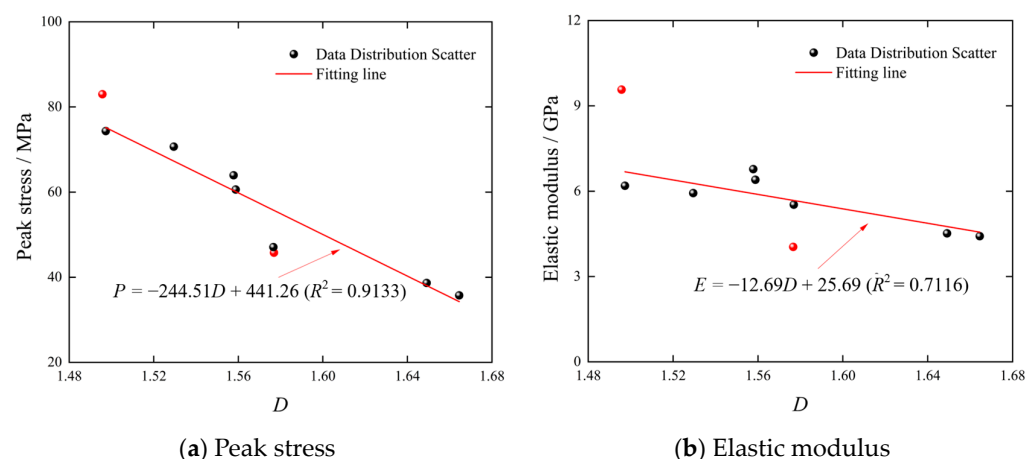 100
80
60
40
20
1.48 1.52 1.56 1.60 1.64 1.68
Peak stress / MPa
D
Data Distribution Scatter
Fitting line
P = −244.51D + 441.26 (R² = 0.9133)
(a) Peak stress
12
9
6
3
0
1.48 1.52 1.56 1.60 1.64 1.68
Elastic modulus / GPa
D
Data Distribution Scatter
Fitting line
E = −12.69D + 25.69 (R² = 0.7116)
(b) Elastic modulus